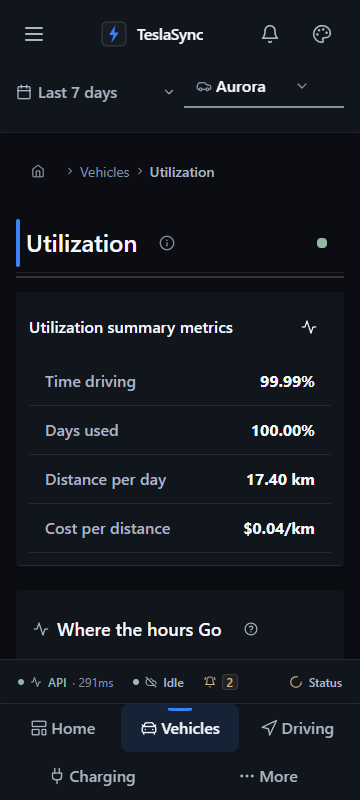 TeslaSync
Last 7 days
Aurora
Vehicles
Utilization
Utilization
Utilization summary metrics
Time driving 99.99%
Days used 100.00%
Distance per day 17.40 km
Cost per distance $0.04/km
Where the hours Go
API · 291ms Idle 2 Status
Home Vehicles Driving
Charging More